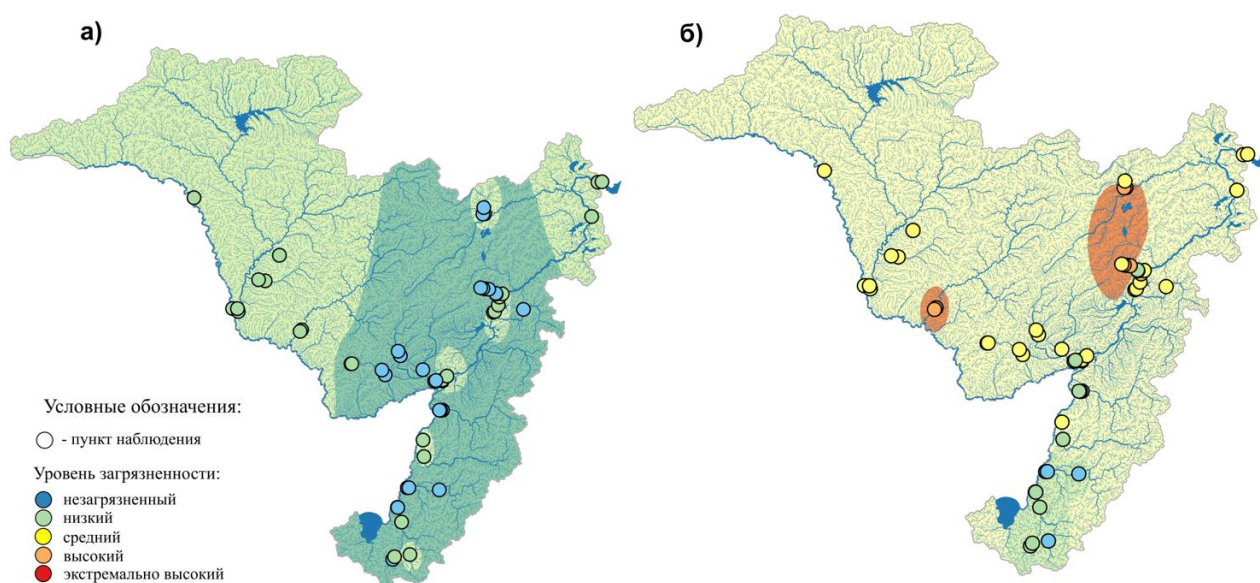 а)
б)
Условные обозначения:
- пункт наблюдения
Уровень загрязненности:
незагрязненный
низкий
средний
высокий
экстремально высокий